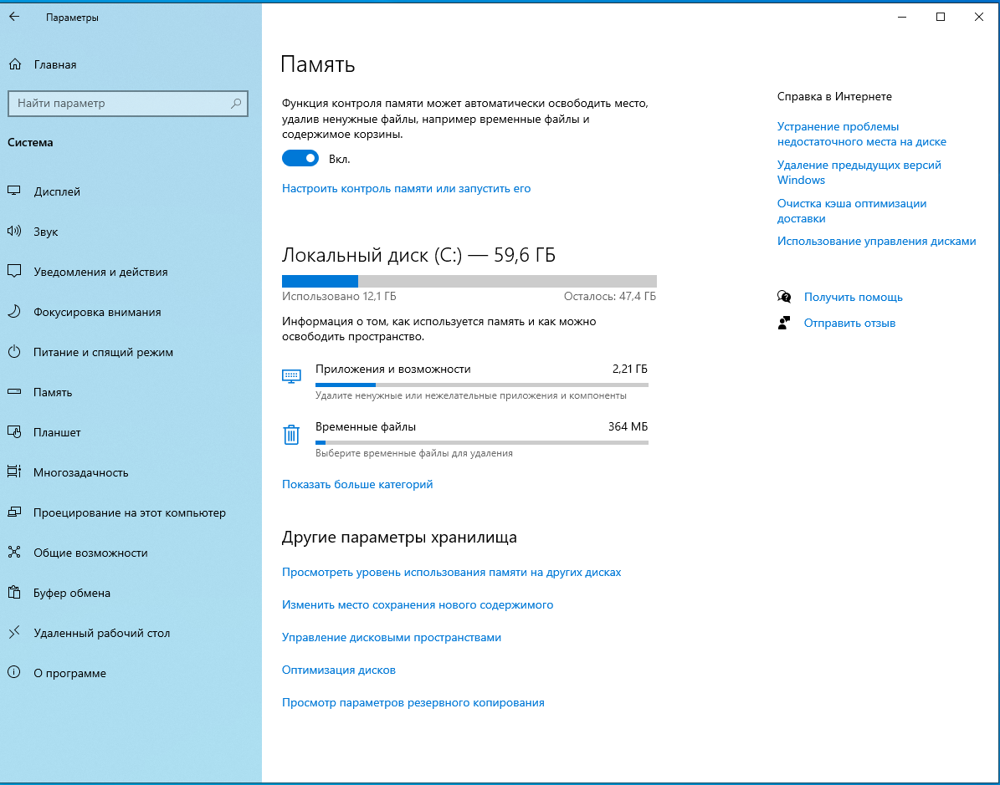 Параметры
Главная
Найти параметр
Система
Дисплей
Звук
Уведомления и действия
Фокусировка внимания
Питание и спящий режим
Память
Планшет
Многозадачность
Проецирование на этот компьютер
Общие возможности
Буфер обмена
Удаленный рабочий стол
О программе
Память
Функция контроля памяти может автоматически освободить место,
удалив ненужные файлы, например временные файлы и
содержимое корзины.
Вкл.
Настроить контроль памяти или запустить его
Локальный диск (C:) — 59,6 ГБ
Использовано 12,1 ГБ
Осталось: 47,4 ГБ
Информация о том, как используется память и как можно
освободить пространство.
Приложения и возможности
2,21 ГБ
Удалите ненужные или нежелательные приложения и компоненты
Временные файлы
364 МБ
Выберите временные файлы для удаления
Показать больше категорий
Другие параметры хранилища
Просмотреть уровень использования памяти на других дисках
Изменить место сохранения нового содержимого
Управление дисковыми пространствами
Оптимизация дисков
Просмотр параметров резервного копирования
Справка в Интернете
Устранение проблемы
недостаточного места на диске
Удаление предыдущих версий
Windows
Очистка кэша оптимизации
доставки
Использование управления дисками
Получить помощь
Отправить отзыв